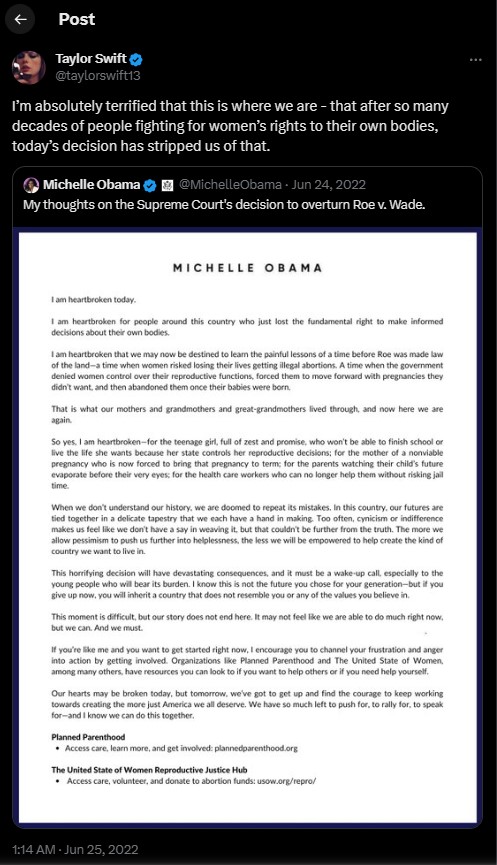 Post
Taylor Swift
@taylorswift13
I'm absolutely terrified that this is where we are - that after so many
decades of people fighting for women's rights to their own bodies,
today's decision has stripped us of that.
Michelle Obama @MichelleObama · Jun 24, 2022
My thoughts on the Supreme Court's decision to overturn Roe v. Wade.
MICHELLE OBAMA
I am heartbroken today.
I am heartbroken for people around this country who just lost the fundamental right to make informed
decisions about their own bodies.
I am heartbroken that we may now be destined to learn the painful lessons of a time before Roe was made law
of the land—a time when women risked losing their lives getting illegal abortions. A time when the government
denied women control over their reproductive functions, forced them to move forward with pregnancies they
didn't want, and then abandoned them once their babies were born.
That is what our mothers and grandmothers and great-grandmothers lived through, and now here we are
again.
So yes, I am heartbroken—for the teenage girl, full of zest and promise, who won't be able to finish school or
live the life she wants because her state controls her reproductive decisions; for the mother of a nonviable
pregnancy who is now forced to bring that pregnancy to term; for the parents watching their child's future
evaporate before their very eyes; for the health care workers who can no longer help them without risking jail
time.
When we don't understand our history, we are doomed to repeat its mistakes. In this country, our futures are
tied together in a delicate tapestry that we each have a hand in making. Too often, cynicism or indifference
makes us feel like we don't have a say in weaving it, but that couldn't be further from the truth. The more we
allow pessimism to push us further into helplessness, the less we will be empowered to help create the kind of
country we want to live in.
This horrifying decision will have devastating consequences, and it must be a wake-up call, especially to the
young people who will bear its burden. I know this is not the future you chose for your generation—but if you
give up now, you will inherit a country that does not resemble you or any of the values you believe in.
This moment is difficult, but our story does not end here. It may not feel like we are able to do much right now,
but we can. And we must.
If you're like me and you want to get started right now, I encourage you to channel your frustration and anger
into action by getting involved. Organizations like Planned Parenthood and The United State of Women,
among many others, have resources you can look to if you want to help others or if you need help yourself.
Our hearts may be broken today, but tomorrow, we've got to get up and find the courage to keep working
towards creating the more just America we all deserve. We have so much left to push for, to rally for, to speak
for—and I know we can do this together.
Planned Parenthood
• Access care, learn more, and get involved: plannedparenthood.org
The United State of Women Reproductive Justice Hub
• Access care, volunteer, and donate to abortion funds: usow.org/repro/
1:14 AM · Jun 25, 2022